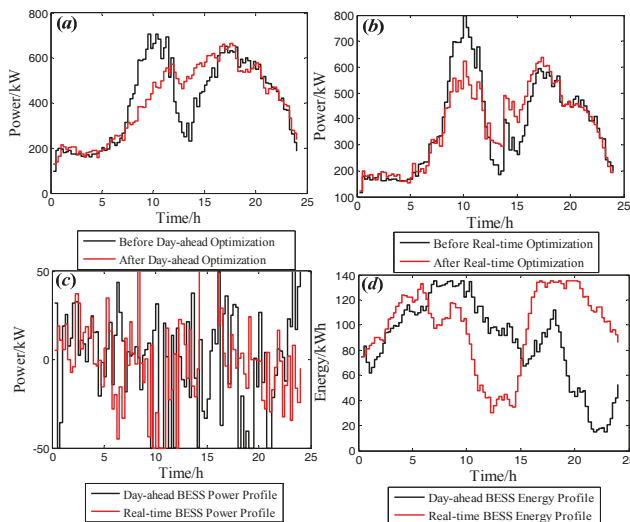 (a)
800
600
400
200
0
Power/kW
0 5 10 15 20 25
Time/h
Before Day-ahead Optimization
After Day-ahead Optimization
(b)
800
700
600
500
400
300
200
100
Power/kW
0 5 10 15 20 25
Time/h
Before Real-time Optimization
After Real-time Optimization
(c)
50
0
-50
Power/kW
0 5 10 15 20 25
Time/h
Day-ahead BESS Power Profile
Real-time BESS Power Profile
(d)
140
120
100
80
60
40
20
0
Energy/kWh
0 5 10 15 20 25
Time/h
Day-ahead BESS Energy Profile
Real-time BESS Energy Profile